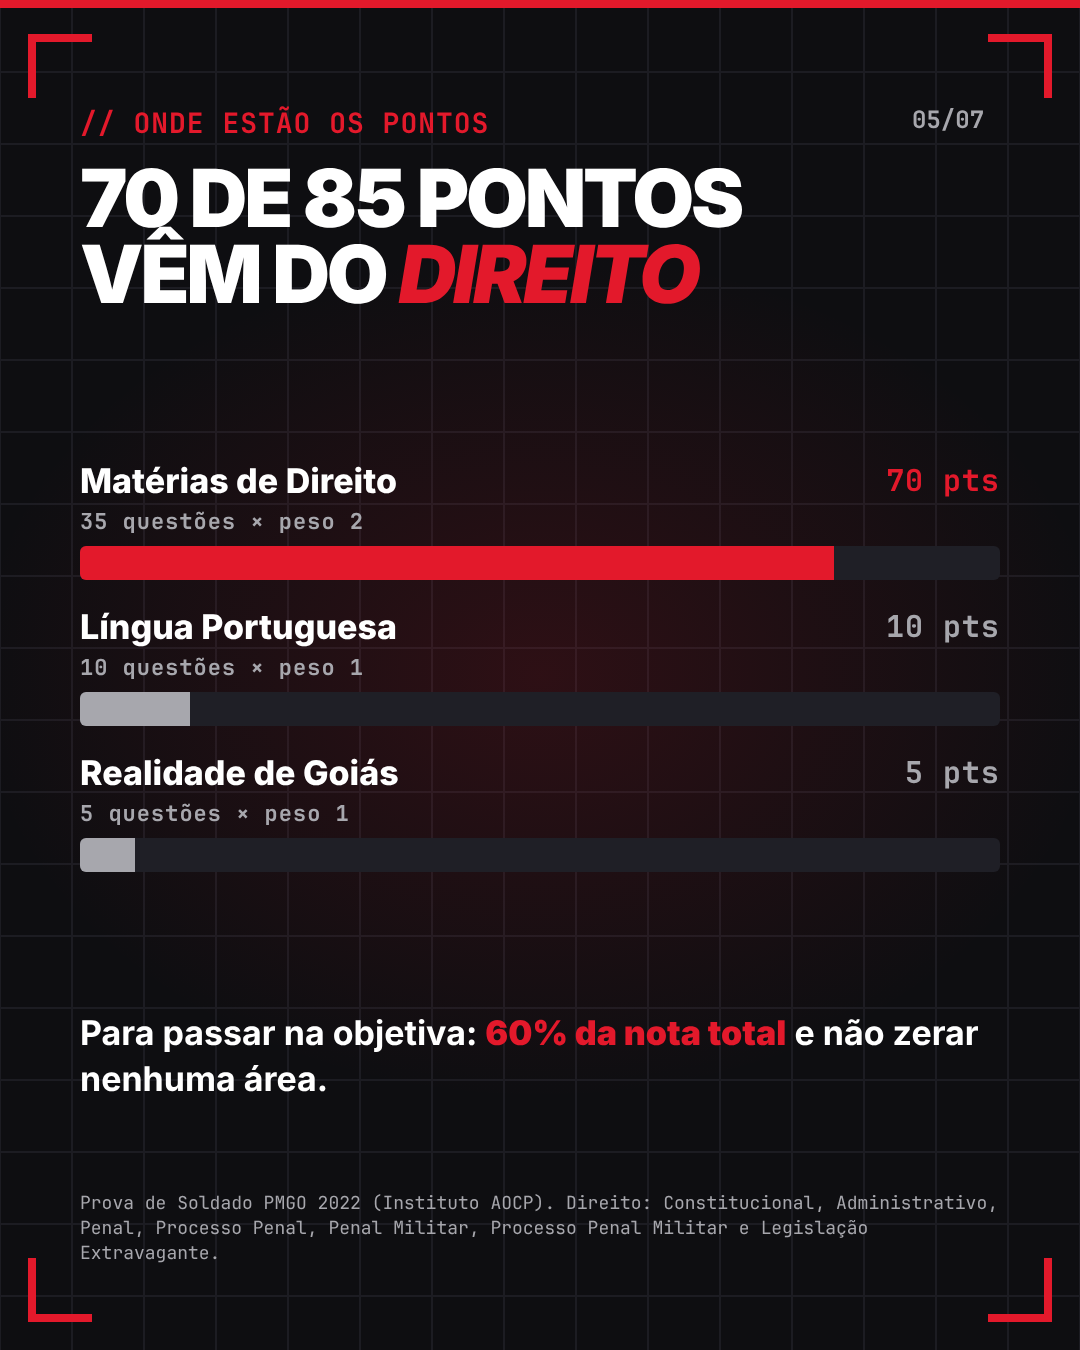 // ONDE ESTÃO OS PONTOS
05/07
70 DE 85 PONTOS
VÊM DO DIREITO
Matérias de Direito
70 pts
35 questões × peso 2
Língua Portuguesa
10 pts
10 questões × peso 1
Realidade de Goiás
5 pts
5 questões × peso 1
Para passar na objetiva: 60% da nota total e não zerar
nenhuma área.
Prova de Soldado PMGO 2022 (Instituto AOCP). Direito: Constitucional, Administrativo,
Penal, Processo Penal, Penal Militar, Processo Penal Militar e Legislação
Extravagante.